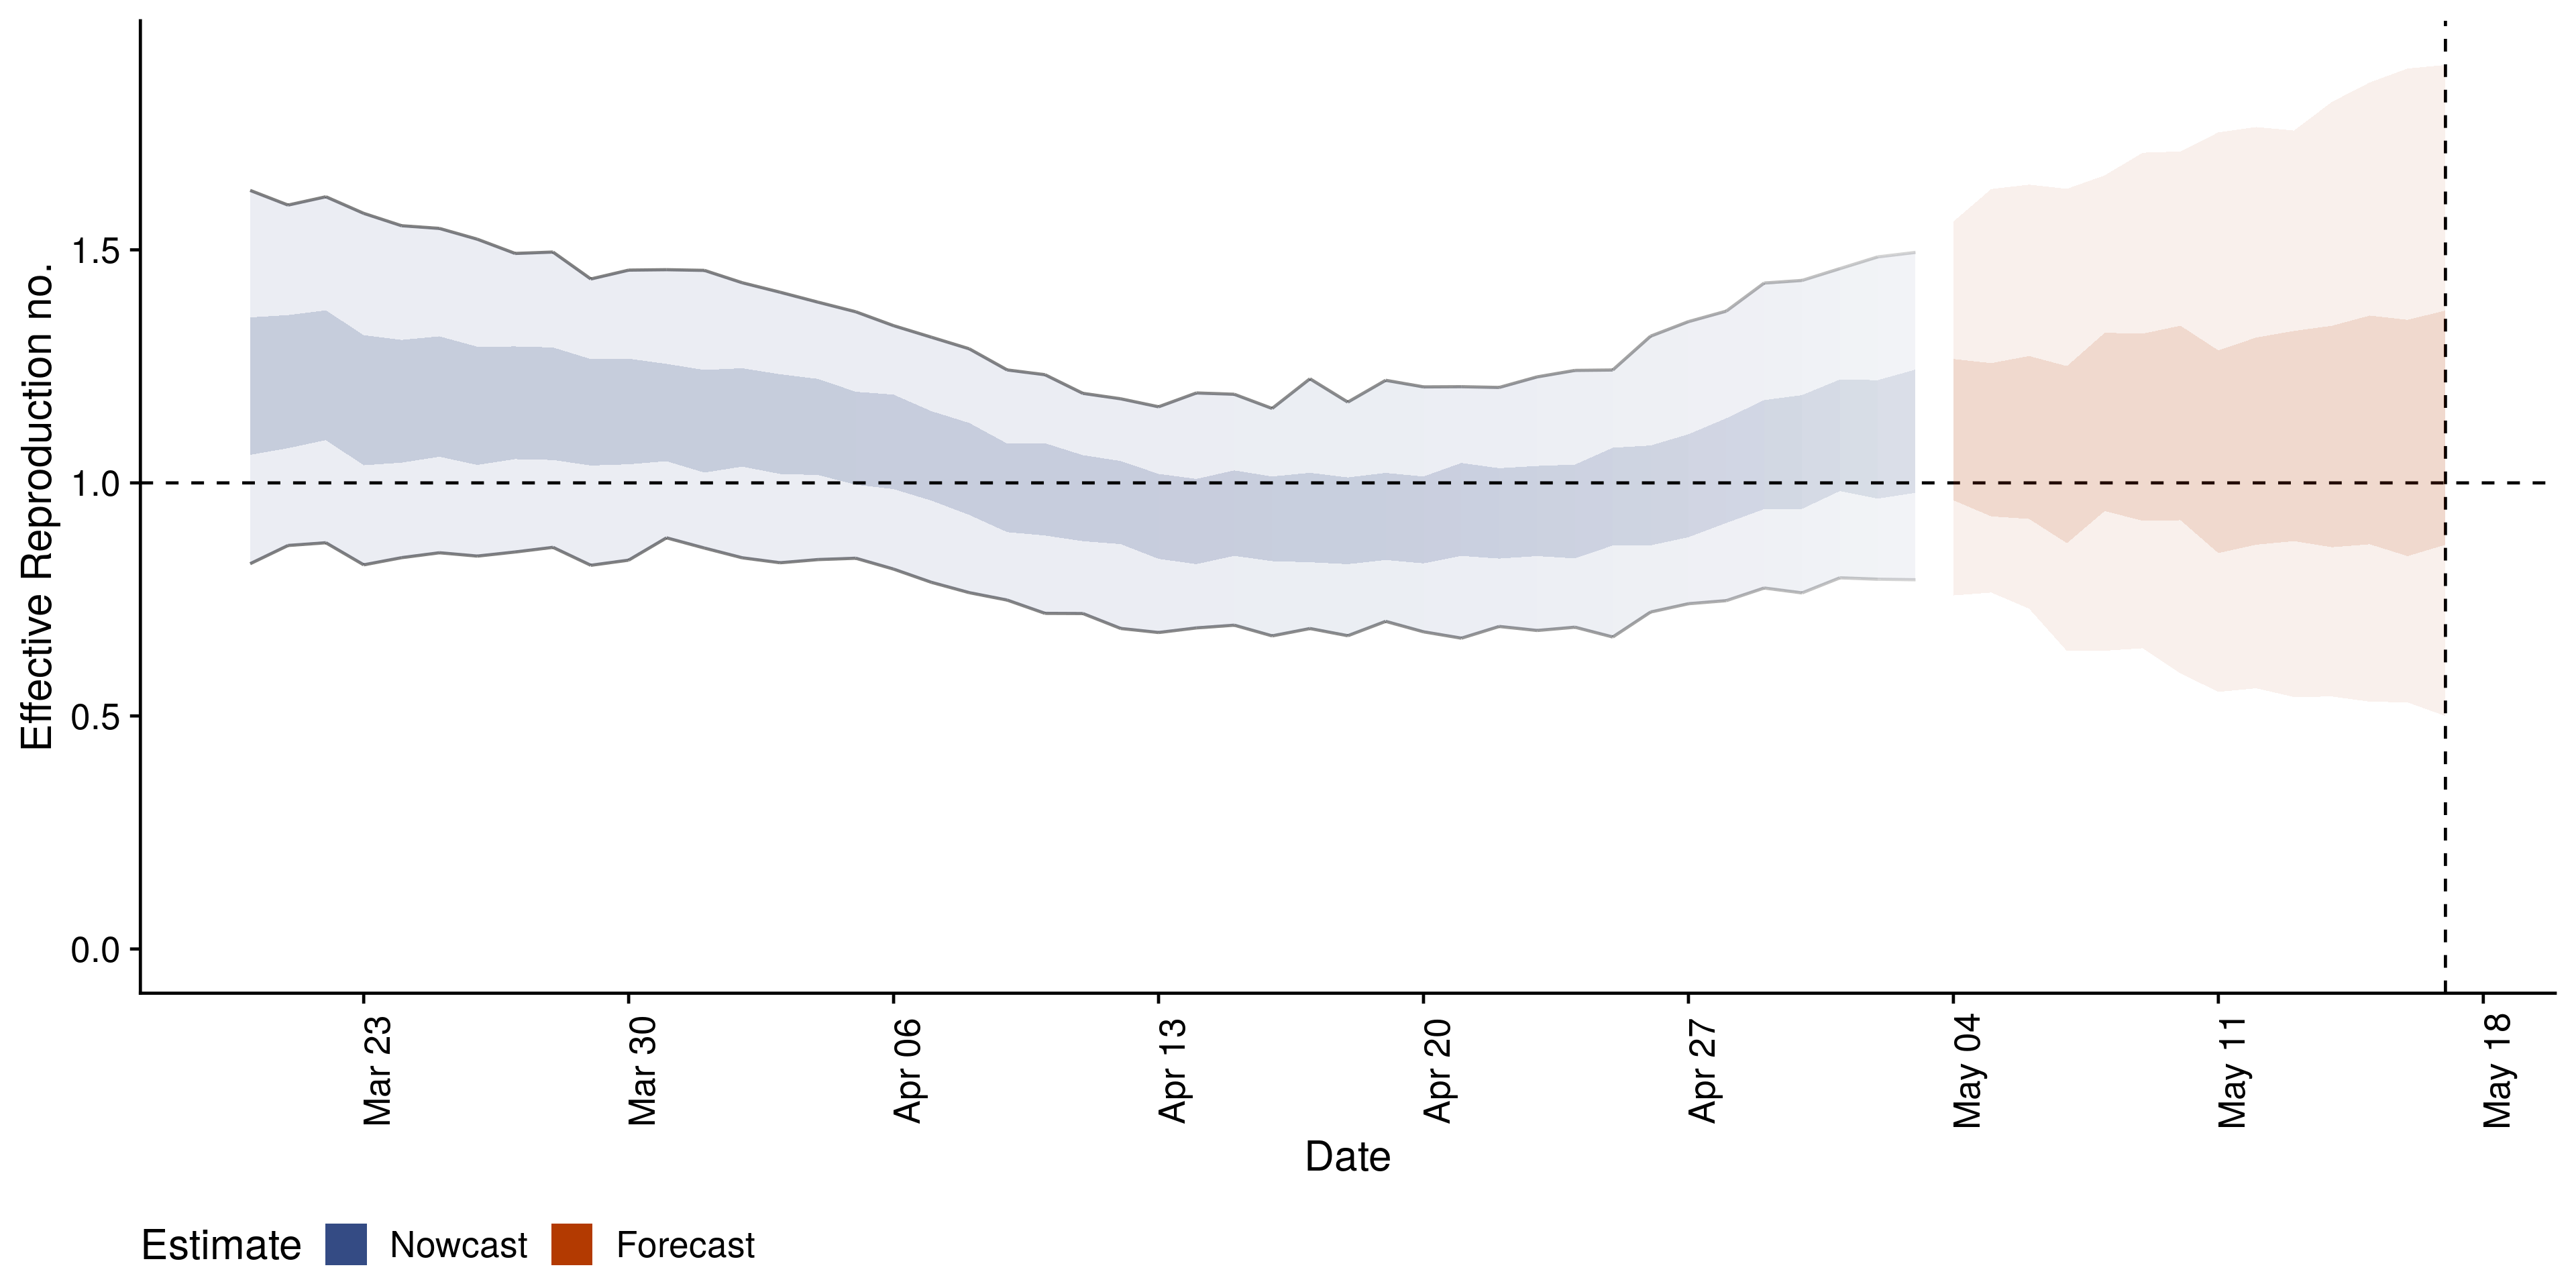 Effective Reproduction no.
1.5
1.0
0.5
0.0
Mar 23
Mar 30
Apr 06
Apr 13
Apr 20
Apr 27
May 04
May 11
May 18
Date
Estimate Nowcast Forecast